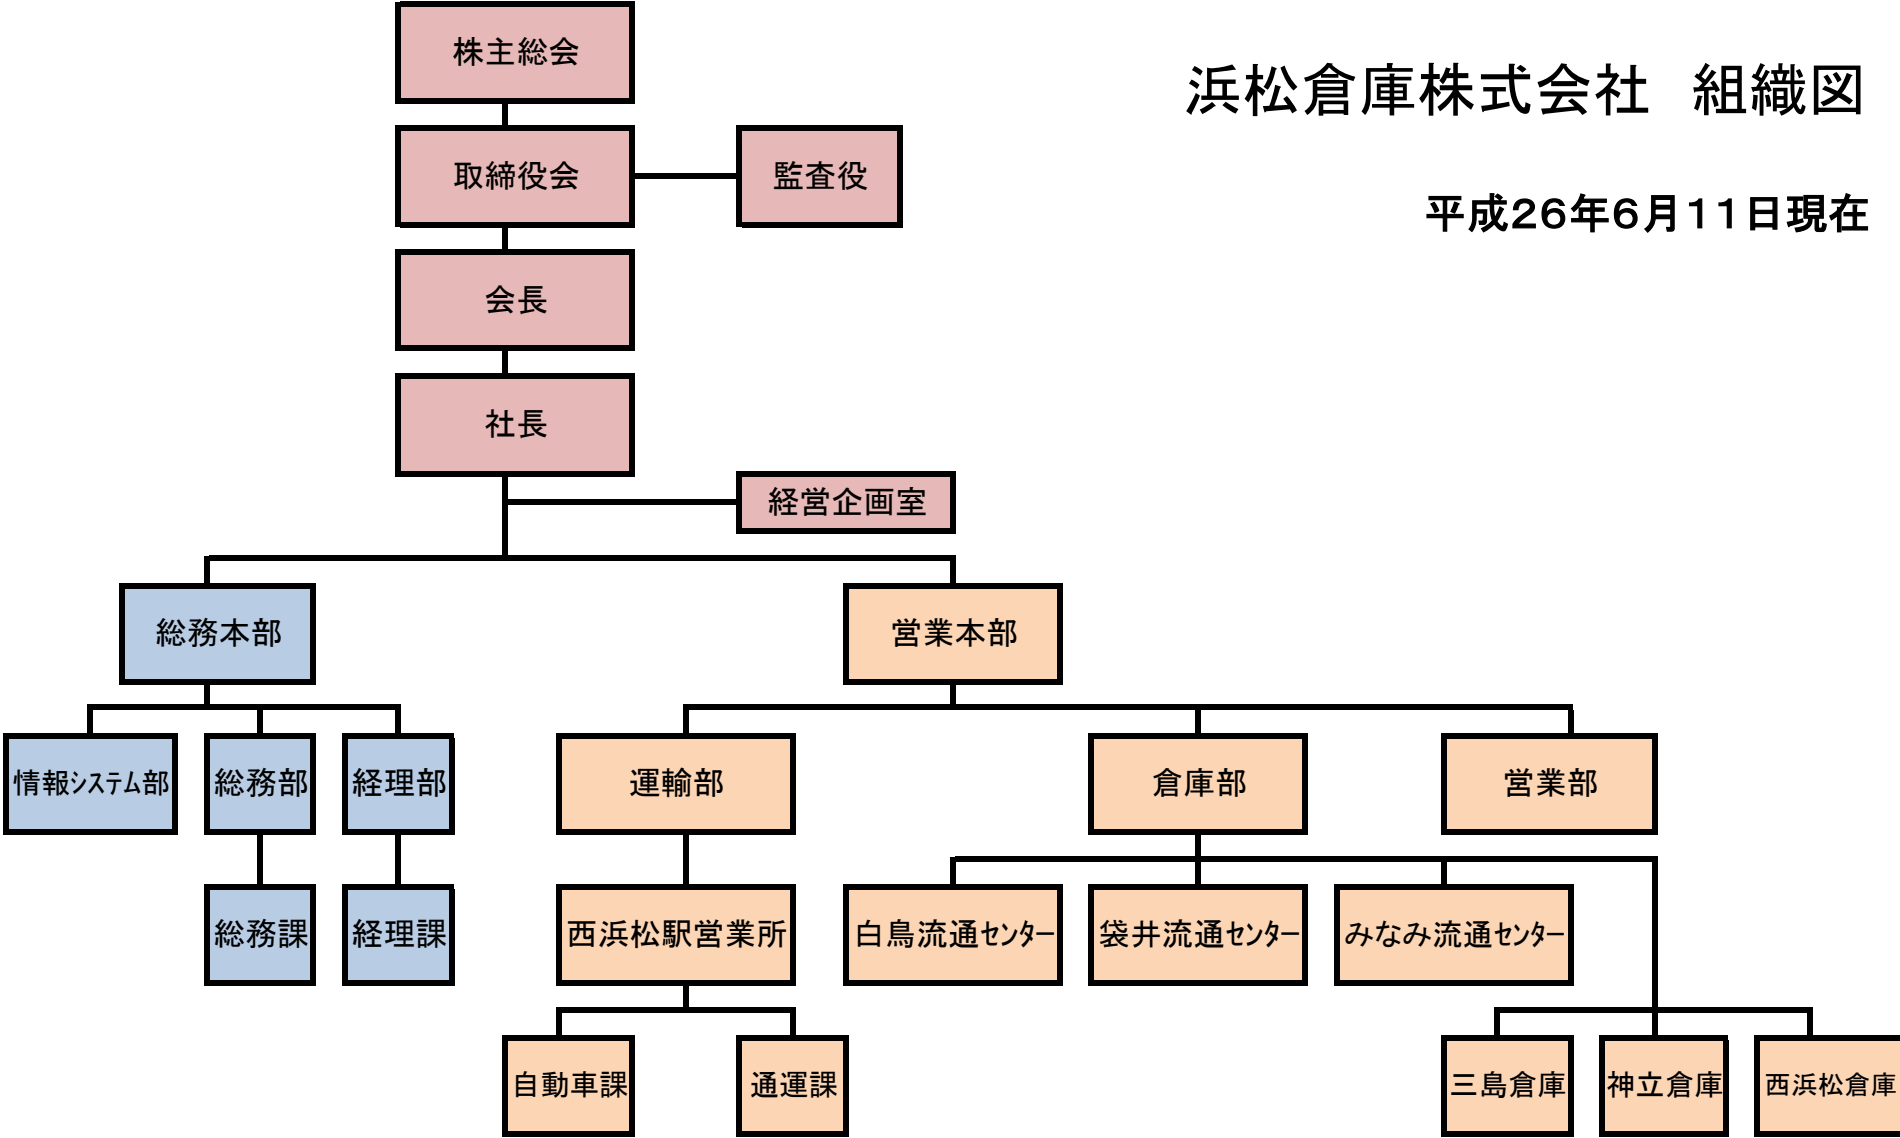 株主総会
浜松倉庫株式会社　組織図
取締役会
監査役
平成26年6月11日現在
会長
社長
経営企画室
総務本部
営業本部
情報ｼｽﾃﾑ部
総務部
経理部
運輸部
倉庫部
営業部
総務課
経理課
西浜松駅営業所
白鳥流通ｾﾝﾀｰ
袋井流通ｾﾝﾀｰ
みなみ流通ｾﾝﾀｰ
自動車課
通運課
三島倉庫
神立倉庫
西浜松倉庫